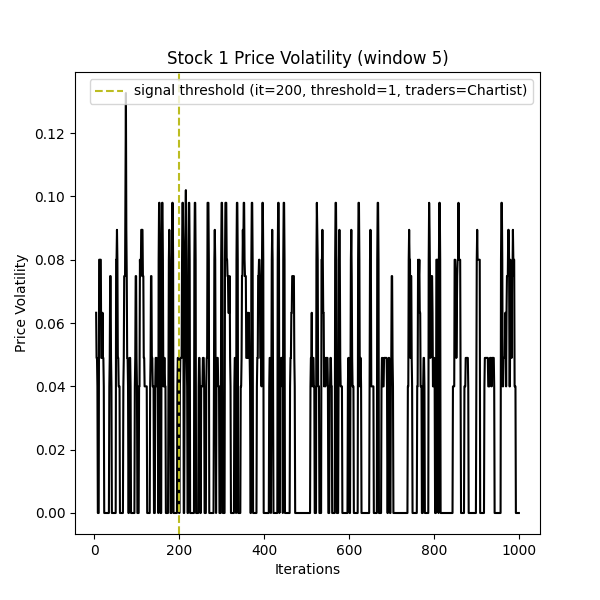 Stock 1 Price Volatility (window 5)
signal threshold (it=200, threshold=1, traders=Chartist)
0.12
0.10
0.08
0.06
0.04
0.02
0.00
Price Volatility
0 200 400 600 800 1000
Iterations